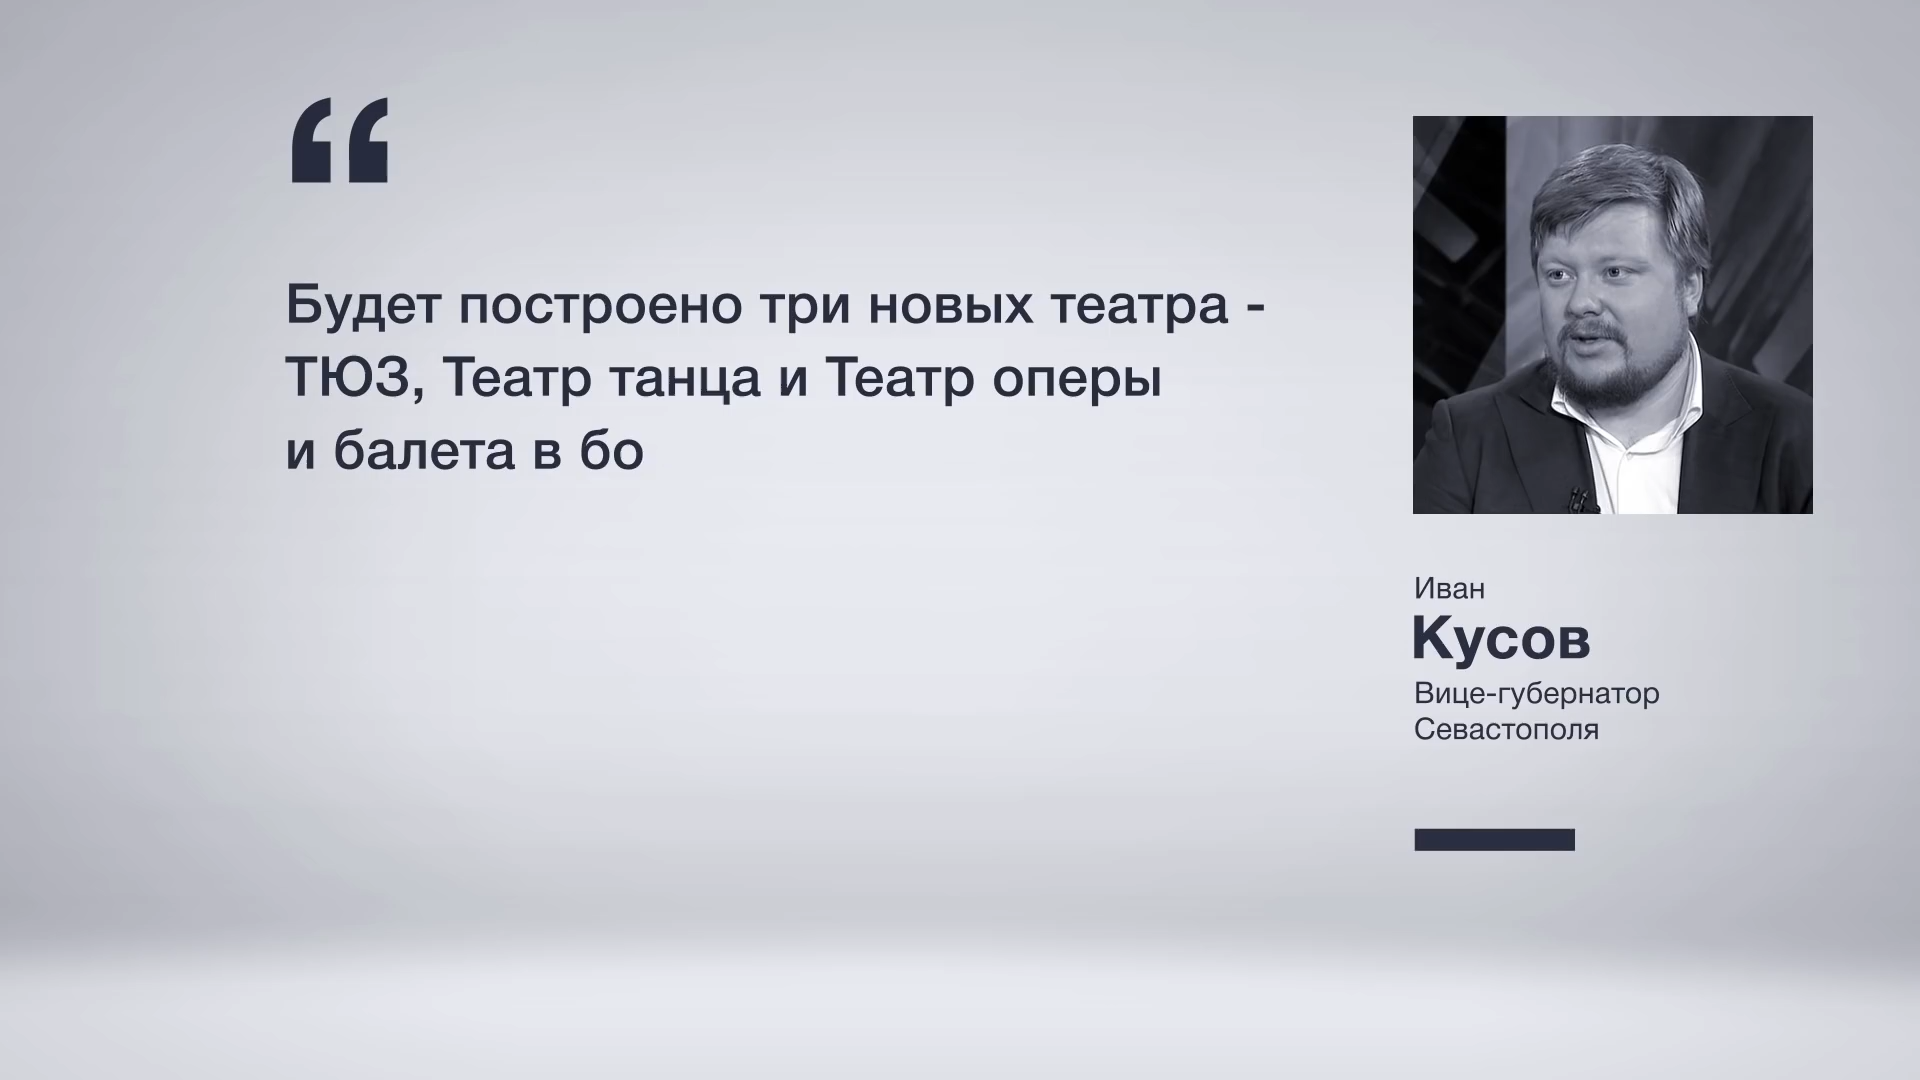 “
Будет построено три новых театра -
ТЮЗ, Театр танца и Театр оперы
и балета в бо
Иван
Кусов
Вице-губернатор
Севастополя